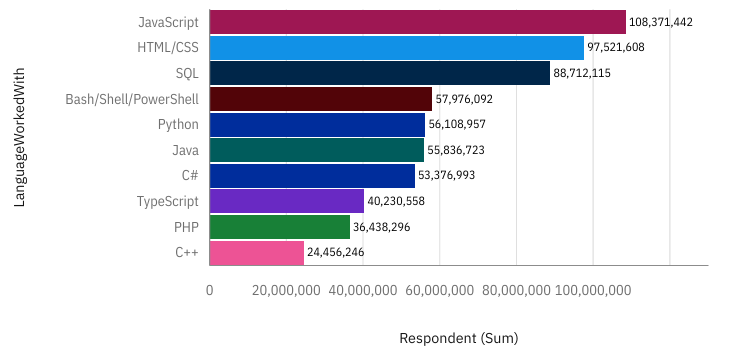 LanguageWorkedWith
JavaScript 108,371,442
HTML/CSS 97,521,608
SQL 88,712,115
Bash/Shell/PowerShell 57,976,092
Python 56,108,957
Java 55,836,723
C# 53,376,993
TypeScript 40,230,558
PHP 36,438,296
C++ 24,456,246
0 20,000,000 40,000,000 60,000,000 80,000,000 100,000,000
Respondent (Sum)